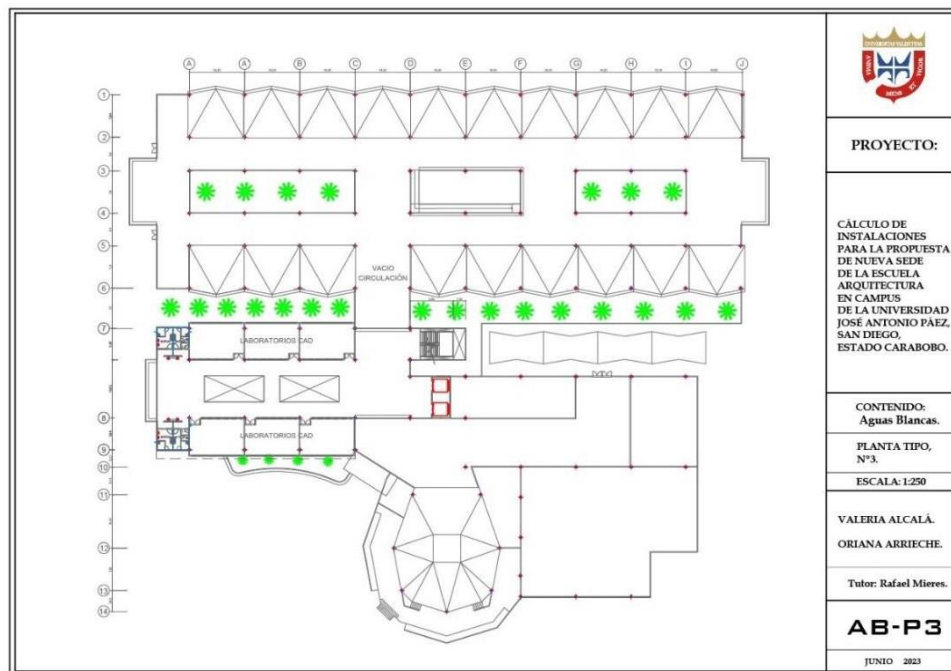 A
A
B
C
D
E
F
G
H
I
J
1
2
3
4
5
6
7
8
9
10
11
12
13
14
VACIO
CIRCULACIÓN
LABORATORIOS CAD
LABORATORIOS CAD
PROYECTO:
CÁLCULO DE
INSTALACIONES
PARA LA PROPUESTA
DE NUEVA SEDE
DE LA ESCUELA
ARQUITECTURA
EN CAMPUS
DE LA UNIVERSIDAD
JOSÉ ANTONIO PÁEZ,
SAN DIEGO,
ESTADO CARABOBO.
CONTENIDO:
Aguas Blancas.
PLANTA TIPO,
N°3.
ESCALA: 1:250
VALERIA ALCALÁ.
ORIANA ARRIECHE.
Tutor: Rafael Mieres.
AB-P3
JUNIO 2023